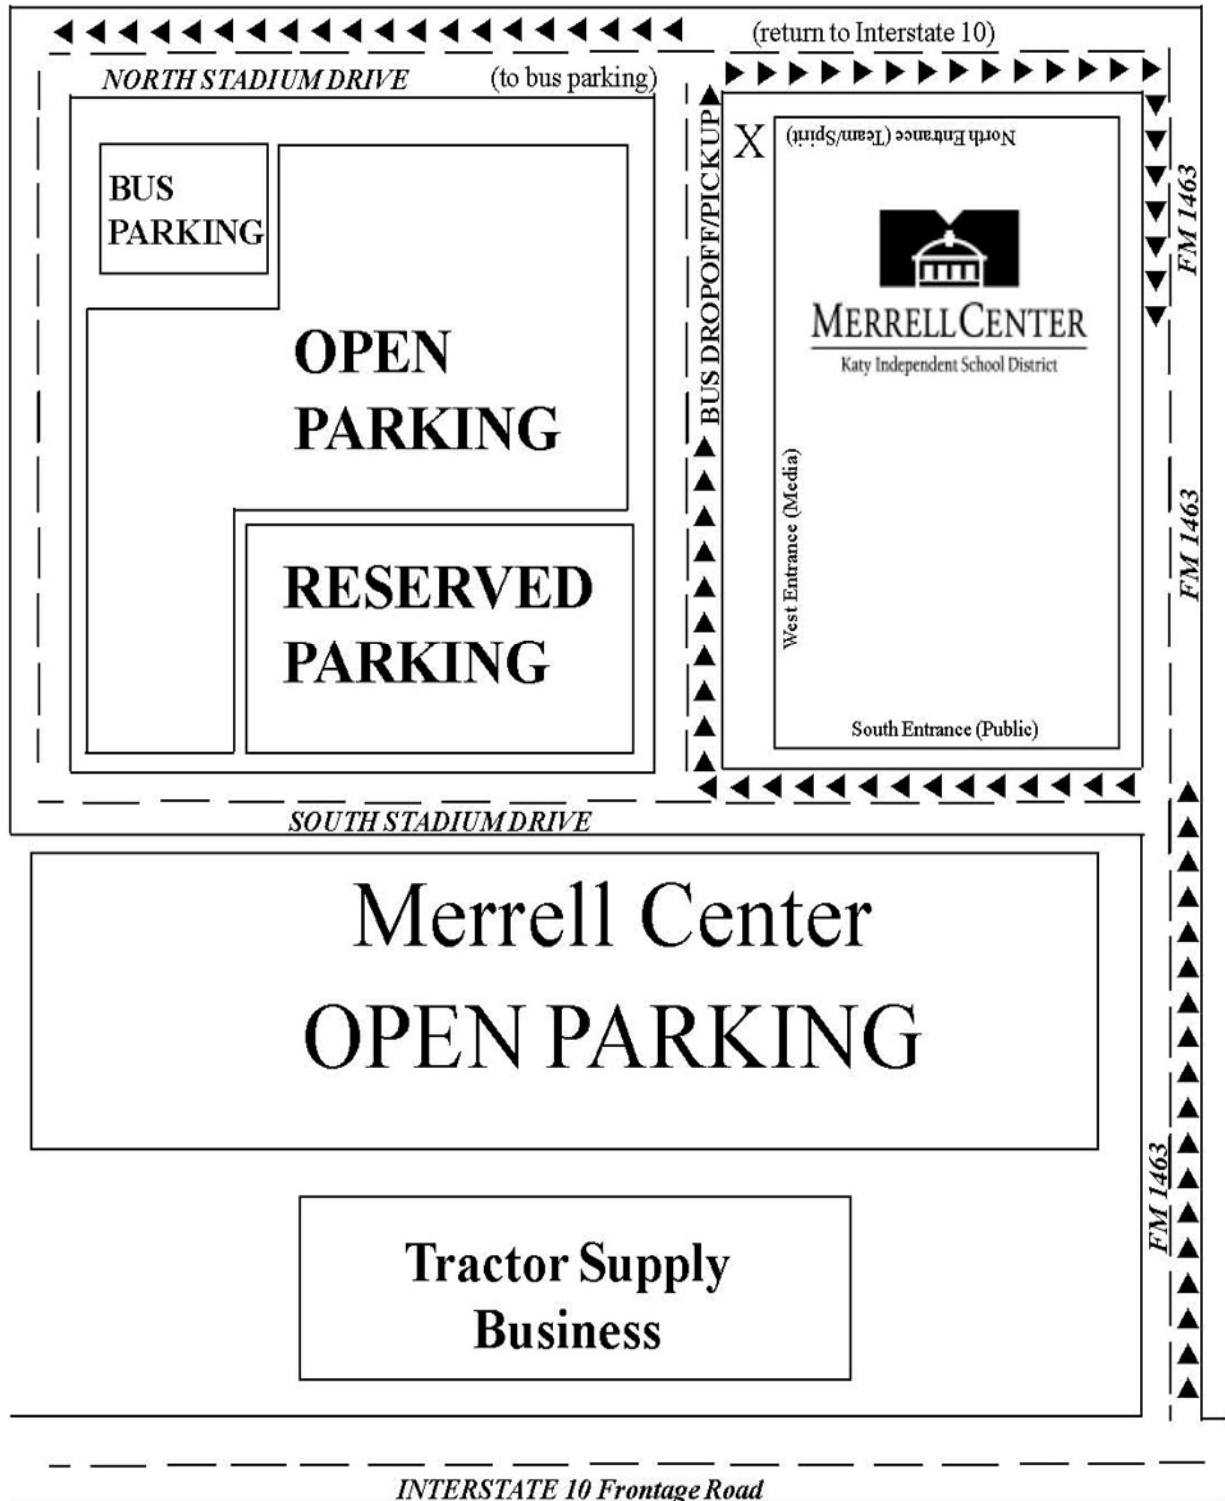 (return to Interstate 10)
NORTH STADIUM DRIVE
(to bus parking)
BUS
PARKING
OPEN
PARKING
RESERVED
PARKING
BUS DROPOFF/PICKUP
X
North Entrance (Team/Spirit)
MERRELL CENTER
Katy Independent School District
West Entrance (Media)
South Entrance (Public)
FM 1463
FM 1463
SOUTH STADIUM DRIVE
Merrell Center
OPEN PARKING
FM 1463
Tractor Supply
Business
INTERSTATE 10 Frontage Road